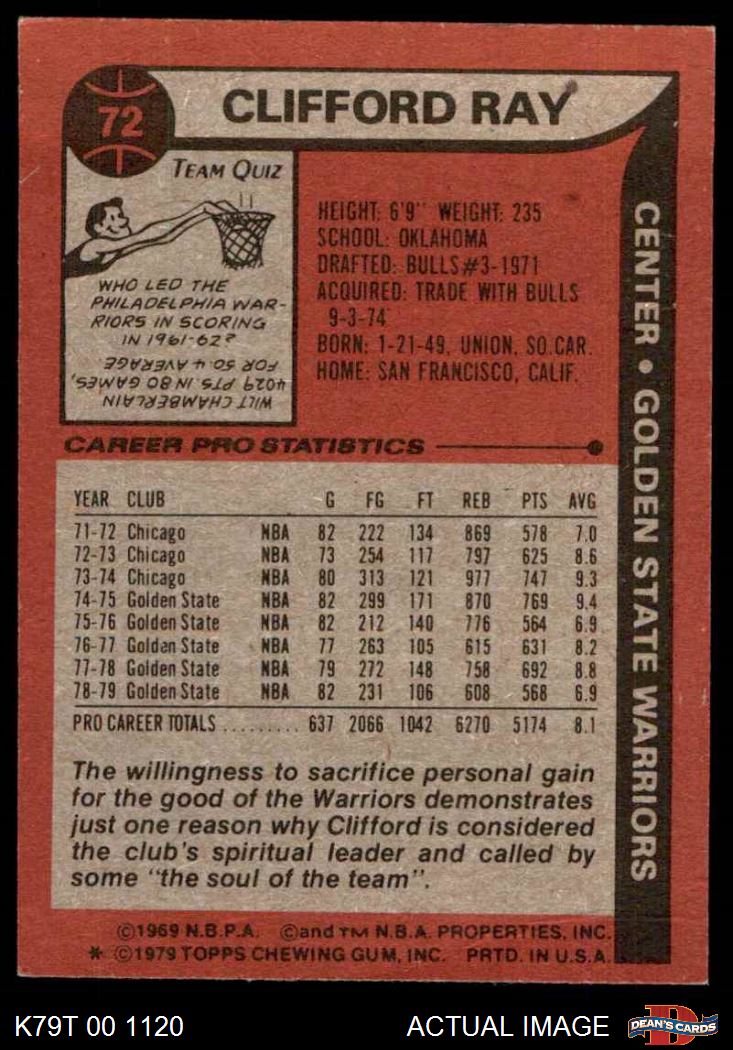 72
CLIFFORD RAY
TEAM QUIZ
WHO LED THE
PHILADELPHIA WAR-
RIORS IN SCORING
IN 1961-62?
WILT CHAMBERLAIN
4029 PTS. IN 80 GAMES,
FOR 50.4 AVERAGE.
HEIGHT: 6'9" WEIGHT: 235
SCHOOL: OKLAHOMA
DRAFTED: BULLS #3-1971
ACQUIRED: TRADE WITH BULLS
9-3-74
BORN: 1-21-49, UNION, SO.CAR.
HOME: SAN FRANCISCO, CALIF.
CENTER • GOLDEN STATE WARRIORS
CAREER PRO STATISTICS
YEAR CLUB G FG FT REB PTS AVG
71-72 Chicago NBA 82 222 134 869 578 7.0
72-73 Chicago NBA 73 254 117 797 625 8.6
73-74 Chicago NBA 80 313 121 977 747 9.3
74-75 Golden State NBA 82 299 171 870 769 9.4
75-76 Golden State NBA 82 212 140 776 564 6.9
76-77 Golden State NBA 77 263 105 615 631 8.2
77-78 Golden State NBA 79 272 148 758 692 8.8
78-79 Golden State NBA 82 231 106 608 568 6.9
PRO CAREER TOTALS ......... 637 2066 1042 6270 5174 8.1
The willingness to sacrifice personal gain
for the good of the Warriors demonstrates
just one reason why Clifford is considered
the club's spiritual leader and called by
some "the soul of the team".
©1969 N.B.P.A. ©and TM N.B.A. PROPERTIES, INC.
* ©1979 TOPPS CHEWING GUM, INC. PRTD. IN U.S.A.
K79T 00 1120
ACTUAL IMAGE
D
DEAN'S CARDS